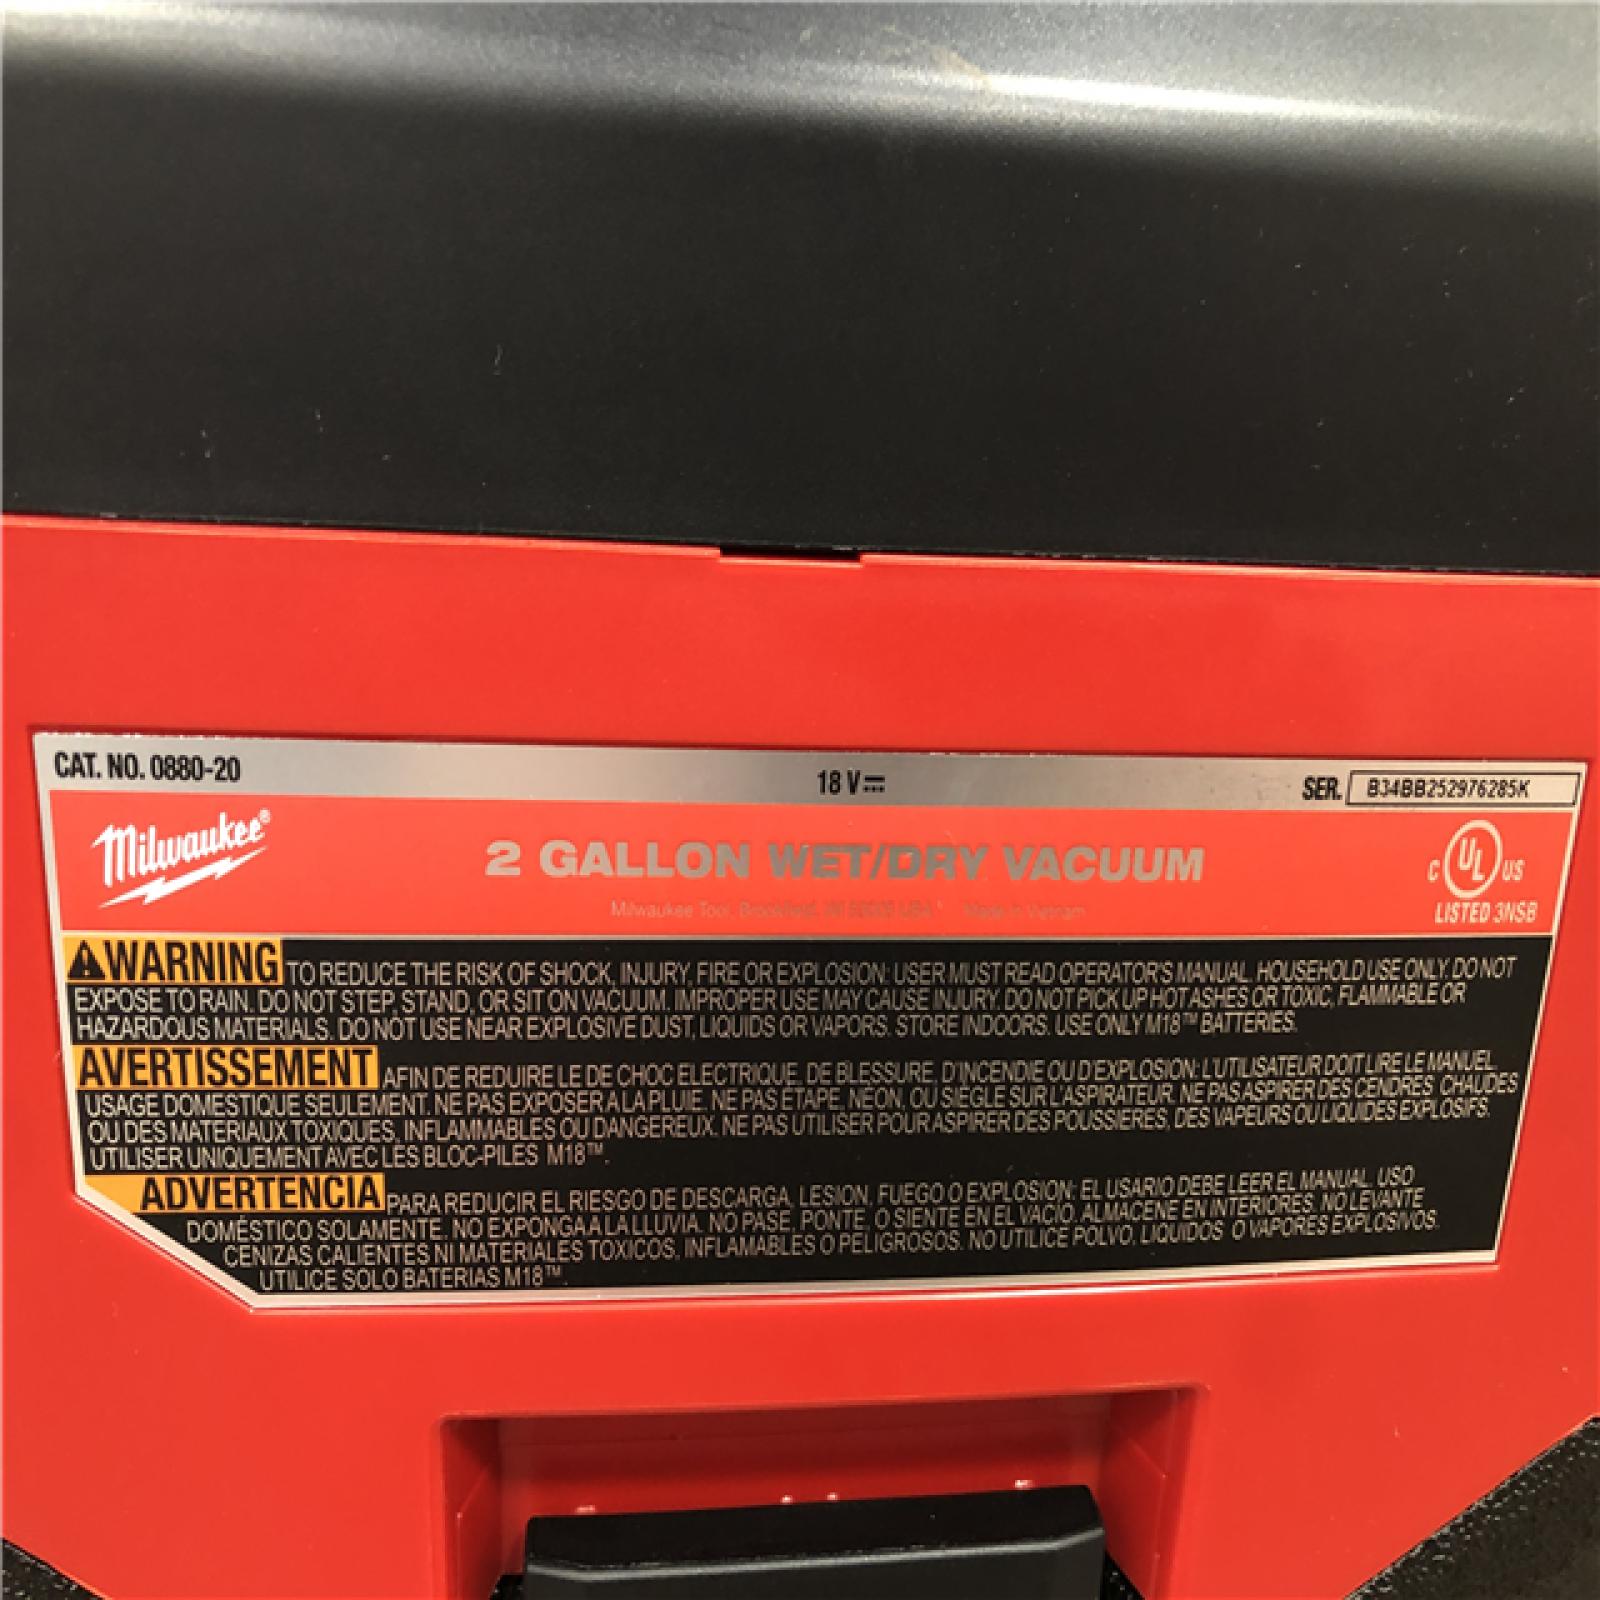 CAT. NO. 0880-20 18 V SER. B34BB252976285K
Milwaukee®
2 GALLON WET/DRY VACUUM
C UL US
Milwaukee Tool, Brookfield, WI USA Made in Vietnam
LISTED 3NSB
WARNING TO REDUCE THE RISK OF SHOCK, INJURY, FIRE OR EXPLOSION: USER MUST READ OPERATOR'S MANUAL. HOUSEHOLD USE ONLY. DO NOT
EXPOSE TO RAIN. DO NOT STEP, STAND, OR SIT ON VACUUM. IMPROPER USE MAY CAUSE INJURY. DO NOT PICK UP HOT ASHES OR TOXIC, FLAMMABLE OR
HAZARDOUS MATERIALS. DO NOT USE NEAR EXPLOSIVE DUST, LIQUIDS OR VAPORS. STORE INDOORS. USE ONLY M18™ BATTERIES.
AVERTISSEMENT AFIN DE REDUIRE LE DE CHOC ELECTRIQUE, DE BLESSURE, D'INCENDIE OU D'EXPLOSION: L'UTILISATEUR DOIT LIRE LE MANUEL.
USAGE DOMESTIQUE SEULEMENT. NE PAS EXPOSER A LA PLUIE. NE PAS ÉTAPE, NEON, OU SIEGLE SUR L'ASPIRATEUR. NE PAS ASPIRER DES CENDRES CHAUDES
OU DES MATERIAUX TOXIQUES, INFLAMMABLES OU DANGEREUX. NE PAS UTILISER POUR ASPIRER DES POUSSIÈRES, DES VAPEURS OU LIQUIDES EXPLOSIFS.
UTILISER UNIQUEMENT AVEC LES BLOC-PILES M18™.
ADVERTENCIA PARA REDUCIR EL RIESGO DE DESCARGA, LESION, FUEGO O EXPLOSION: EL USARIO DEBE LEER EL MANUAL. USO
DOMÉSTICO SOLAMENTE. NO EXPONGA A LA LLUVIA. NO PASE, PONTE, O SIENTE EN EL VACIO. ALMACENE EN INTERIORES. NO LEVANTE
CENIZAS CALIENTES NI MATERIALES TOXICOS, INFLAMABLES O PELIGROSOS. NO UTILICE POLVO, LIQUIDOS O VAPORES EXPLOSIVOS.
UTILICE SOLO BATERIAS M18™.